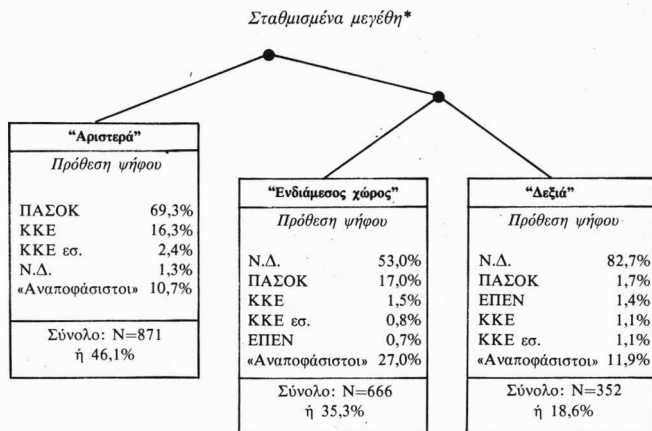 Σταθμισμένα μεγέθη*
“Αριστερά”
Πρόθεση ψήφου
ΠΑΣΟΚ 69,3%
ΚΚΕ 16,3%
ΚΚΕ εσ. 2,4%
Ν.Δ. 1,3%
«Αναποφάσιστοι» 10,7%
Σύνολο: Ν=871
ή 46,1%
“Ενδιάμεσος χώρος”
Πρόθεση ψήφου
Ν.Δ. 53,0%
ΠΑΣΟΚ 17,0%
ΚΚΕ 1,5%
ΚΚΕ εσ. 0,8%
ΕΠΕΝ 0,7%
«Αναποφάσιστοι» 27,0%
Σύνολο: Ν=666
ή 35,3%
“Δεξιά”
Πρόθεση ψήφου
Ν.Δ. 82,7%
ΠΑΣΟΚ 1,7%
ΕΠΕΝ 1,4%
ΚΚΕ 1,1%
ΚΚΕ εσ. 1,1%
«Αναποφάσιστοι» 11,9%
Σύνολο: Ν=352
ή 18,6%